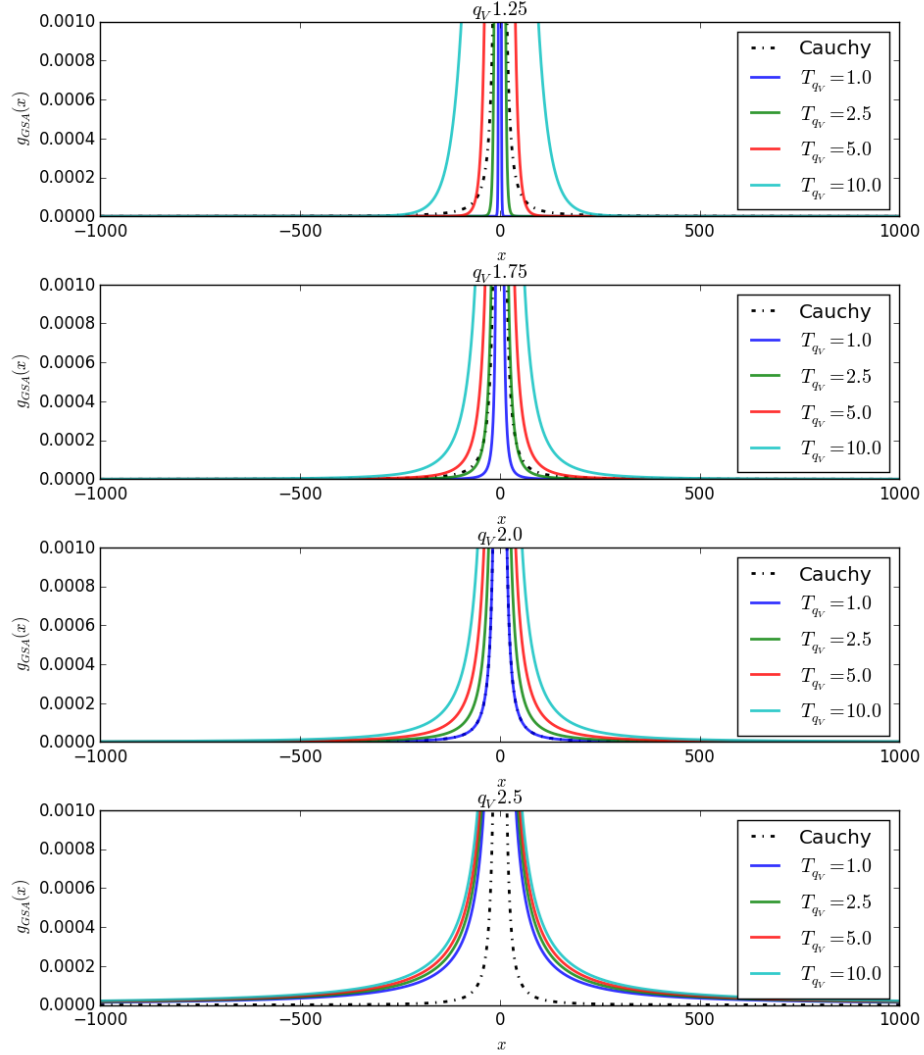 q_V 1.25
0.0010
0.0008
0.0006
0.0004
0.0002
0.0000
g_GSA(x)
−1000 −500 0 500 1000
x
Cauchy
T_{q_V} = 1.0
T_{q_V} = 2.5
T_{q_V} = 5.0
T_{q_V} = 10.0
q_V 1.75
0.0010
0.0008
0.0006
0.0004
0.0002
0.0000
g_GSA(x)
−1000 −500 0 500 1000
x
Cauchy
T_{q_V} = 1.0
T_{q_V} = 2.5
T_{q_V} = 5.0
T_{q_V} = 10.0
q_V 2.0
0.0010
0.0008
0.0006
0.0004
0.0002
0.0000
g_GSA(x)
−1000 −500 0 500 1000
x
Cauchy
T_{q_V} = 1.0
T_{q_V} = 2.5
T_{q_V} = 5.0
T_{q_V} = 10.0
q_V 2.5
0.0010
0.0008
0.0006
0.0004
0.0002
0.0000
g_GSA(x)
−1000 −500 0 500 1000
x
Cauchy
T_{q_V} = 1.0
T_{q_V} = 2.5
T_{q_V} = 5.0
T_{q_V} = 10.0